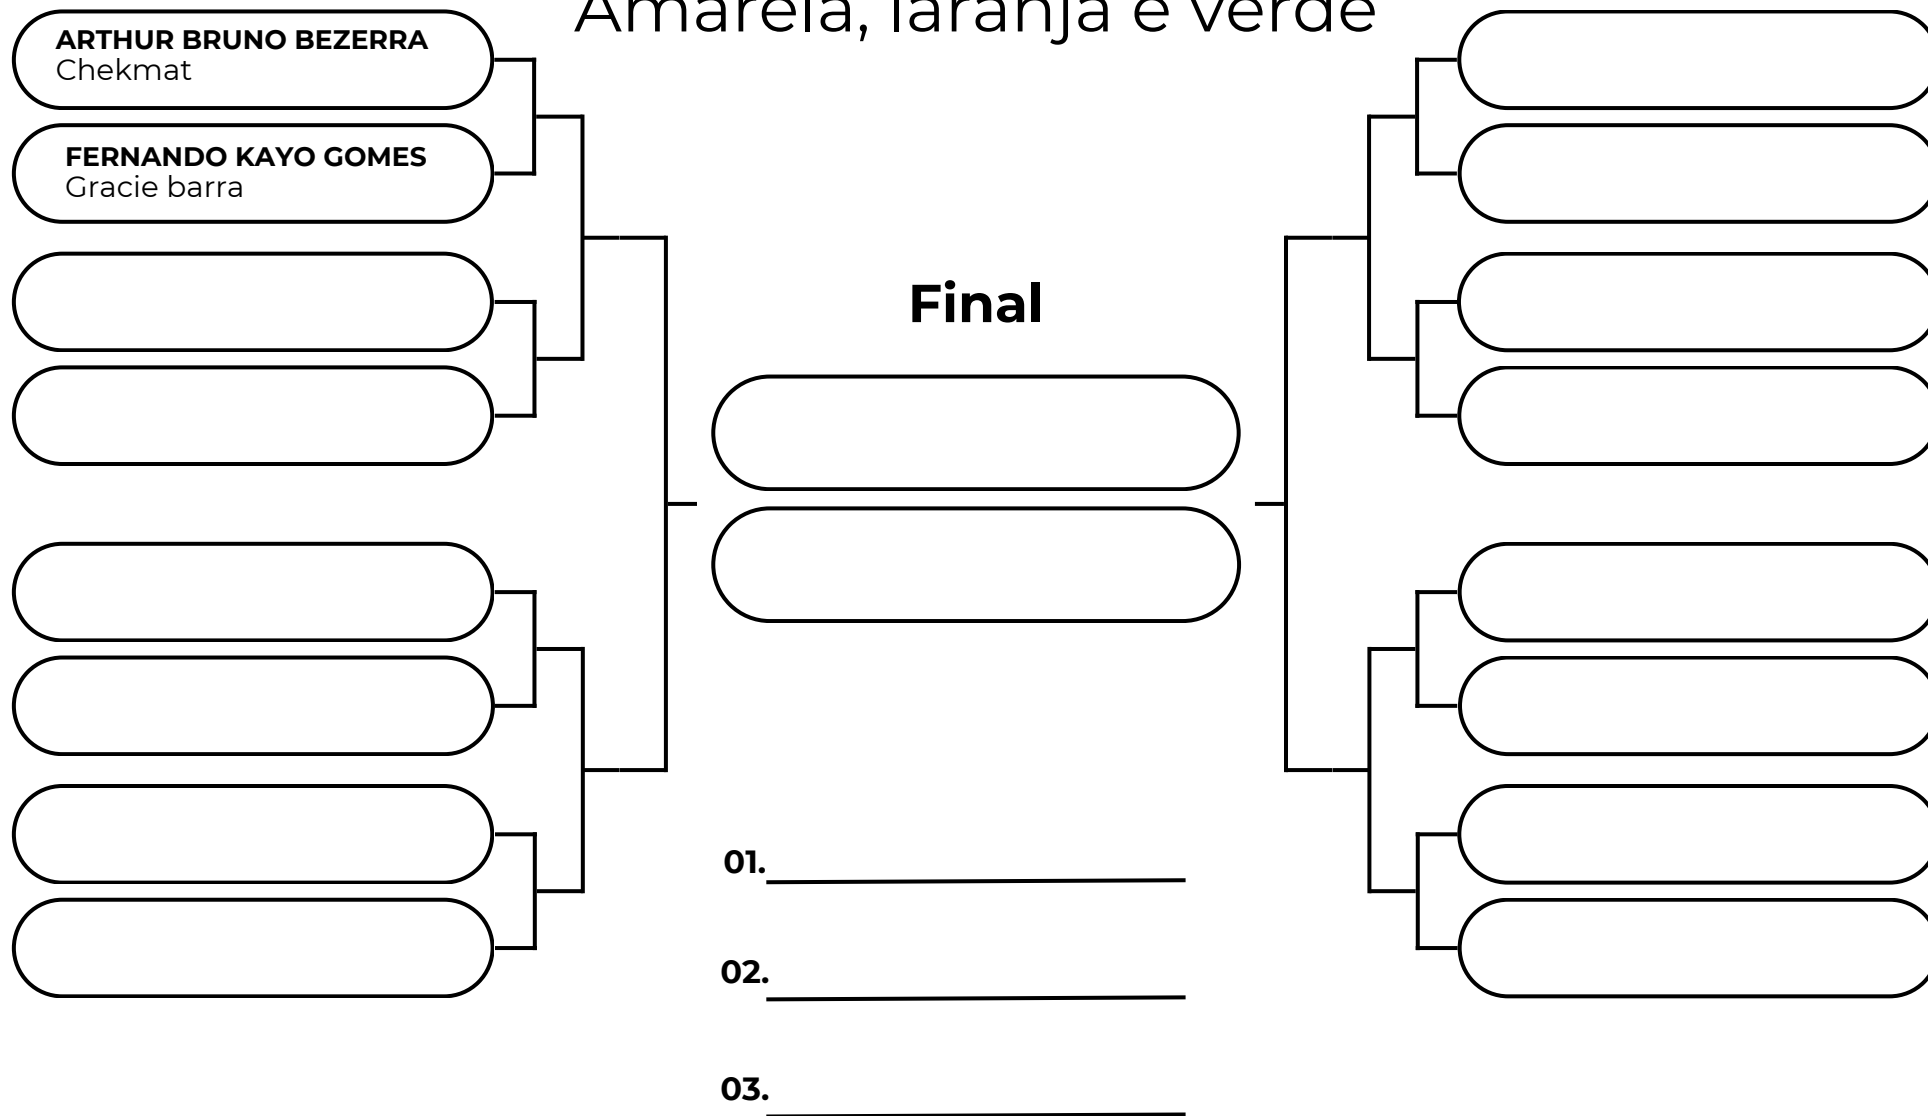 Amarela, laranja e verde
ARTHUR BRUNO BEZERRA
Chekmat
FERNANDO KAYO GOMES
Gracie barra
Final
01.
02.
03.